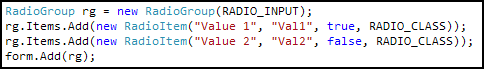 RadioGroup rg = new RadioGroup(RADIO_INPUT);
rg.Items.Add(new RadioItem("Value 1", "Val1", true, RADIO_CLASS));
rg.Items.Add(new RadioItem("Value 2", "Val2", false, RADIO_CLASS));
form.Add(rg);